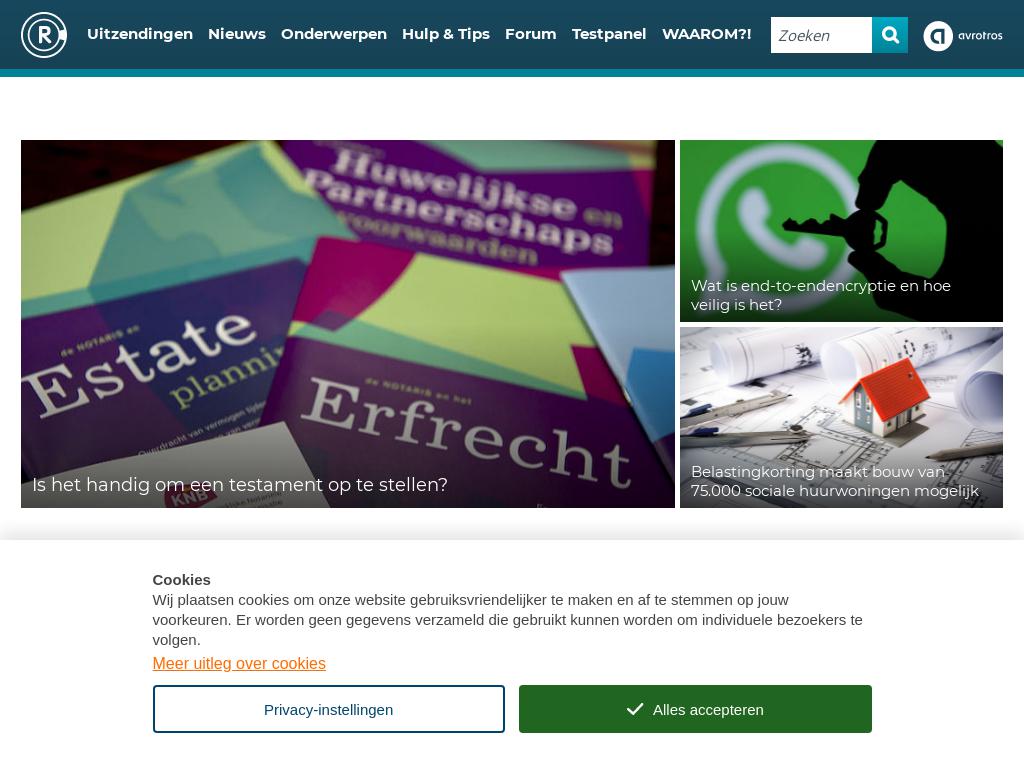 R
Uitzendingen
Nieuws
Onderwerpen
Hulp & Tips
Forum
Testpanel
WAAROM?!
Zoeken
avrotros
Huwelijkse en
Partnerschaps
voorwaarden
de NOTARIS en
Estate
planning
Overdracht van vermogen
de NOTARIS en het
Erfrecht
KNB
Is het handig om een testament op te stellen?
Wat is end-to-endencryptie en hoe
veilig is het?
Belastingkorting maakt bouw van
75.000 sociale huurwoningen mogelijk
Cookies
Wij plaatsen cookies om onze website gebruiksvriendelijker te maken en af te stemmen op jouw
voorkeuren. Er worden geen gegevens verzameld die gebruikt kunnen worden om individuele bezoekers te
volgen.
Meer uitleg over cookies
Privacy-instellingen
Alles accepteren